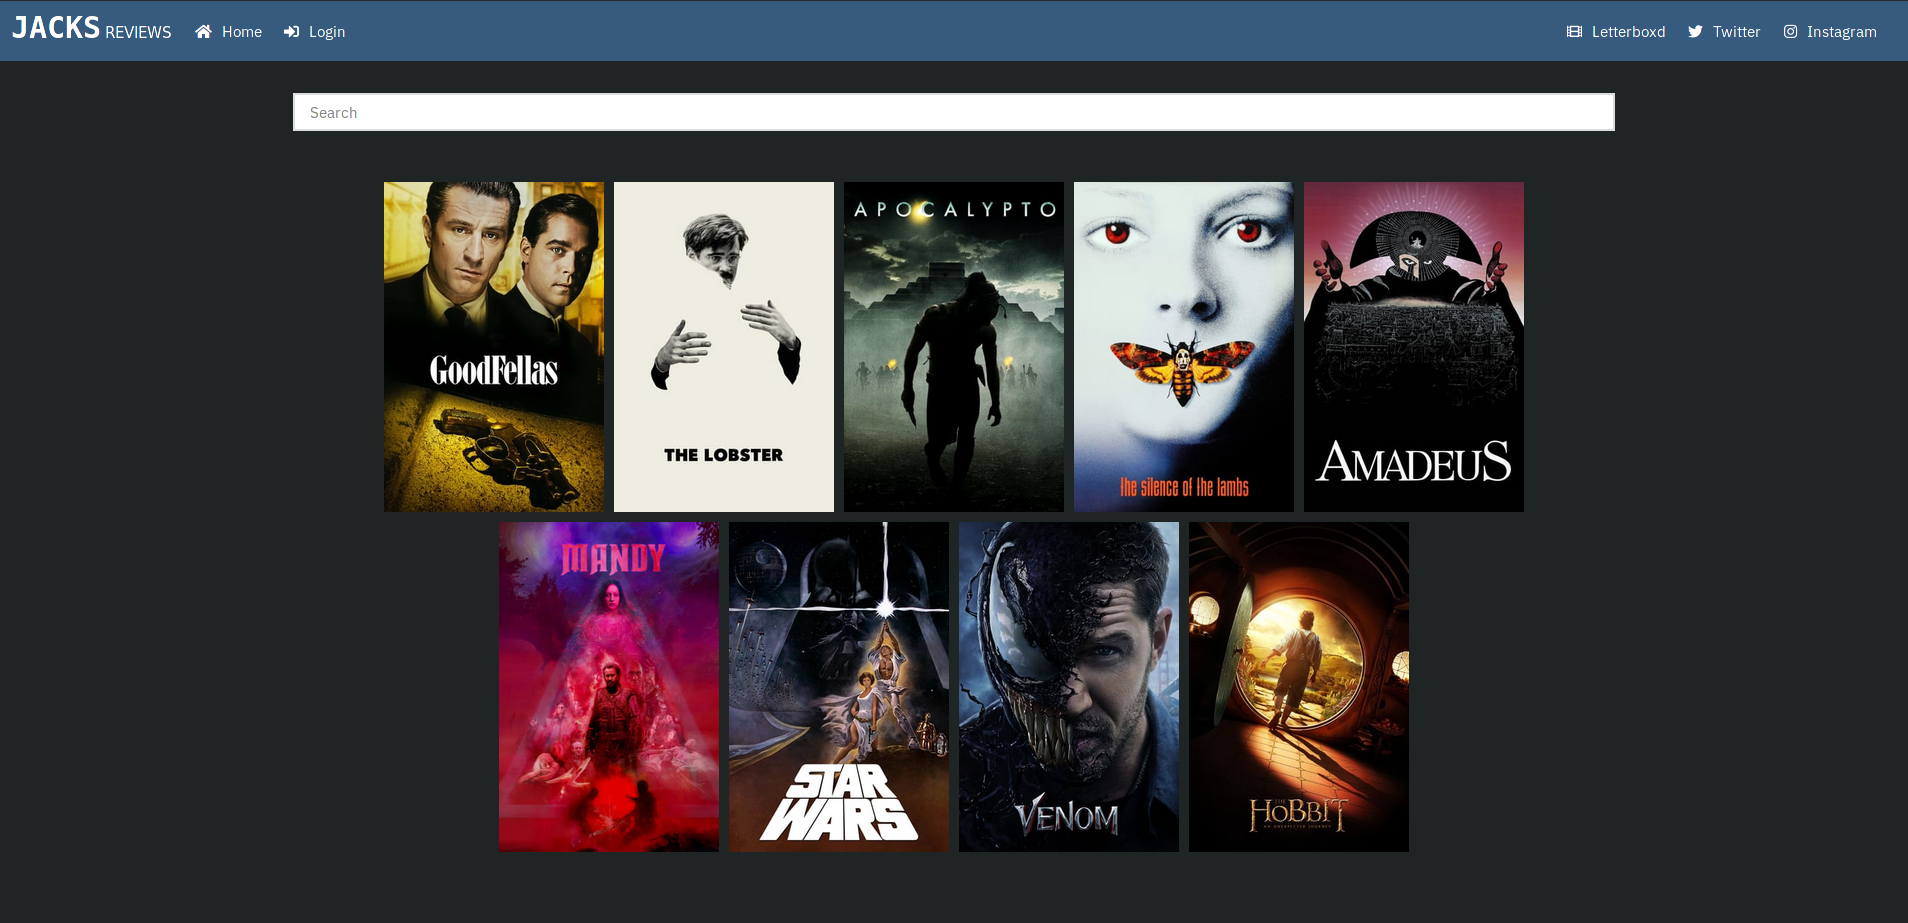 JACKS REVIEWS Home Login Letterboxd Twitter Instagram
Search
GOODFELLAS
THE LOBSTER
APOCALYPTO
the silence of the lambs
AMADEUS
MANDY
STAR
WARS
VENOM
THE
HOBBIT
AN UNEXPECTED JOURNEY